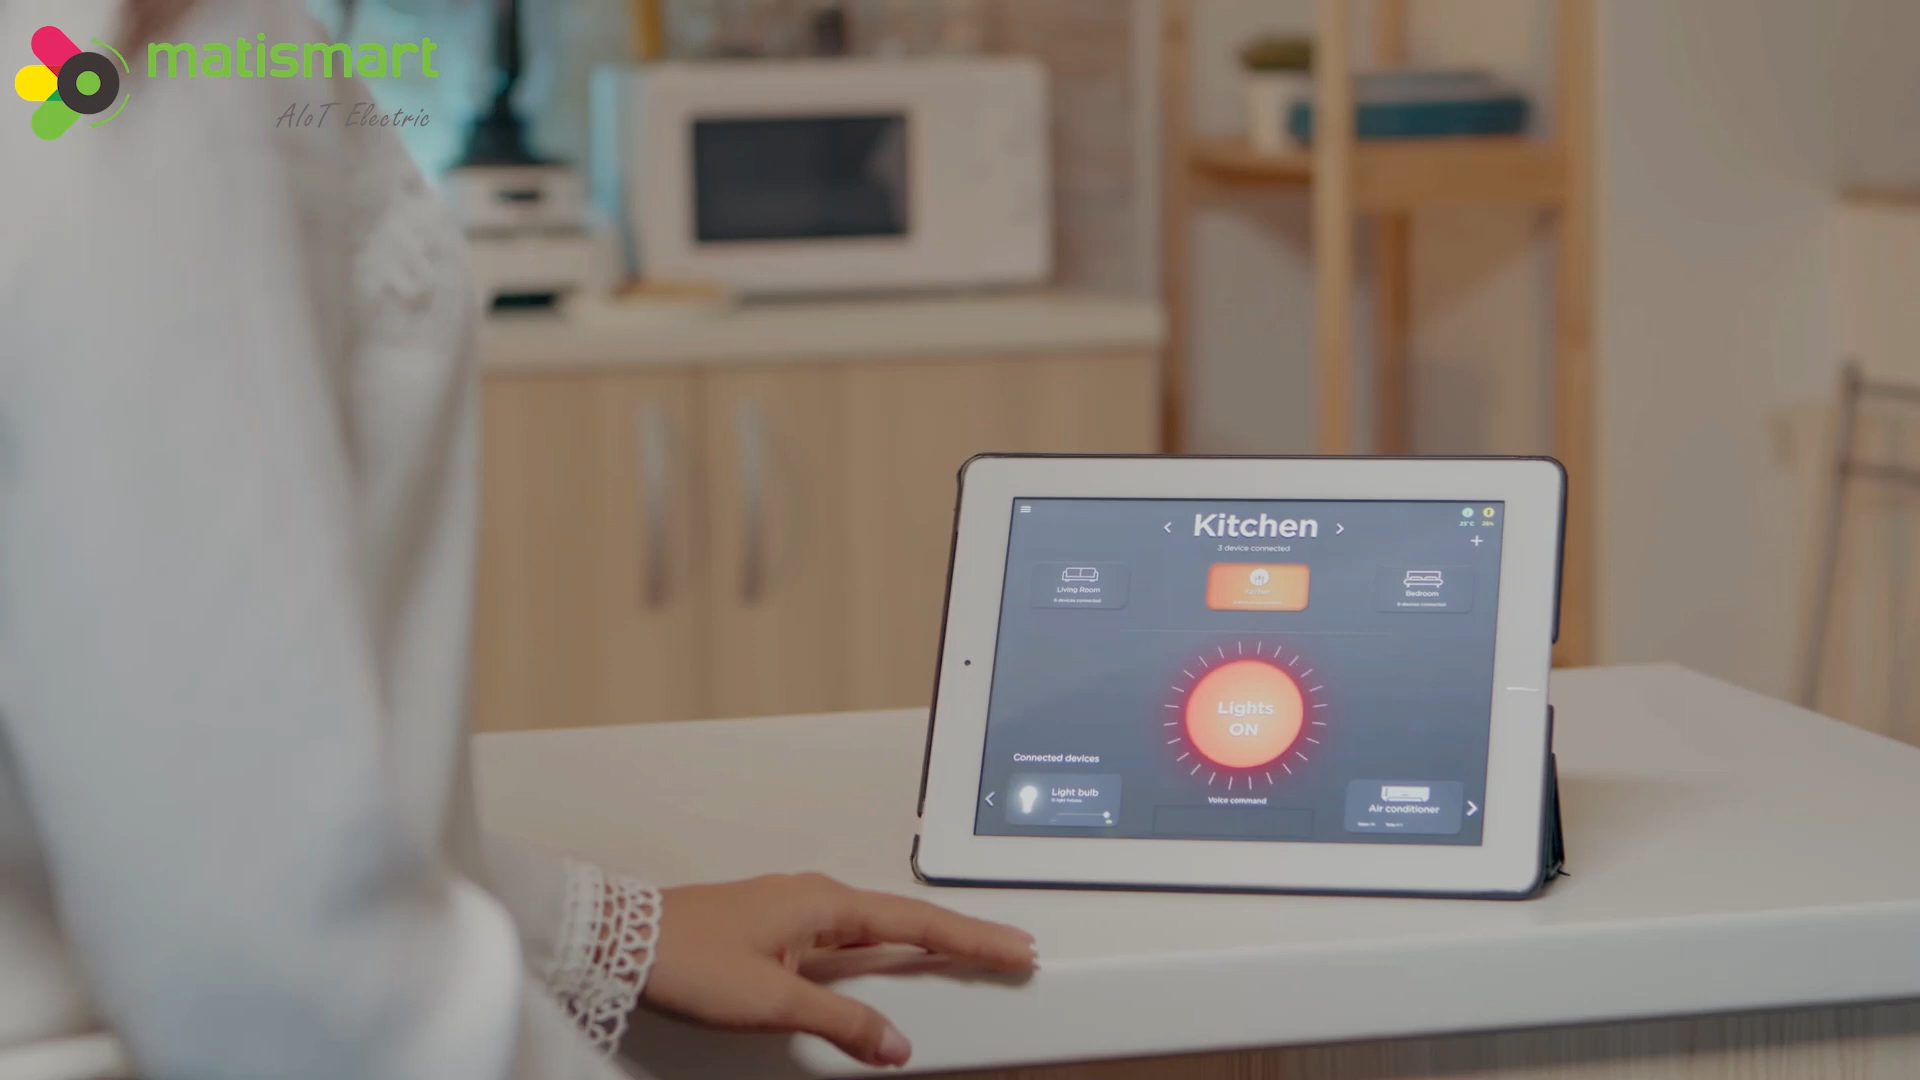 matismart
AIoT Electric
Kitchen
3 device connected
Living Room
Bedroom
Lights
ON
Connected devices
Light bulb
Voice command
Air conditioner